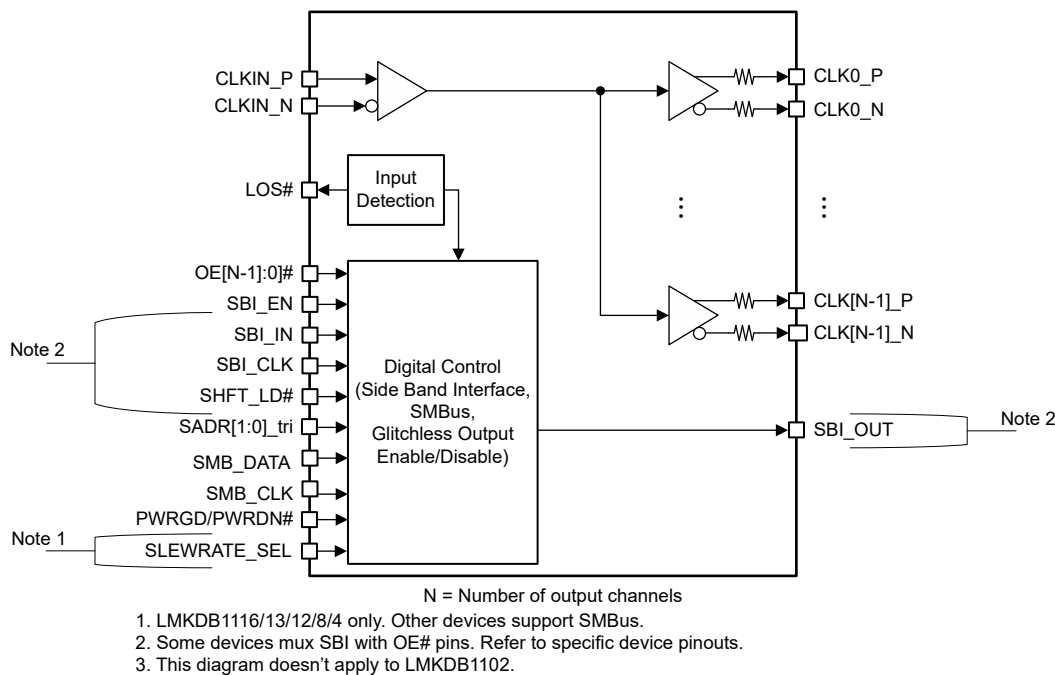 CLKIN_P
CLKIN_N
CLK0_P
CLK0_N
LOS#
Input
Detection
OE[N-1]:0]#
SBI_EN
SBI_IN
SBI_CLK
SHFT_LD#
SADR[1:0]_tri
SMB_DATA
SMB_CLK
PWRGD/PWRDN#
SLEWRATE_SEL
Note 2
Note 1
Digital Control
(Side Band Interface,
SMBus,
Glitchless Output
Enable/Disable)
CLK[N-1]_P
CLK[N-1]_N
SBI_OUT
Note 2
N = Number of output channels
1. LMKDB1116/13/12/8/4 only. Other devices support SMBus.
2. Some devices mux SBI with OE# pins. Refer to specific device pinouts.
3. This diagram doesn't apply to LMKDB1102.